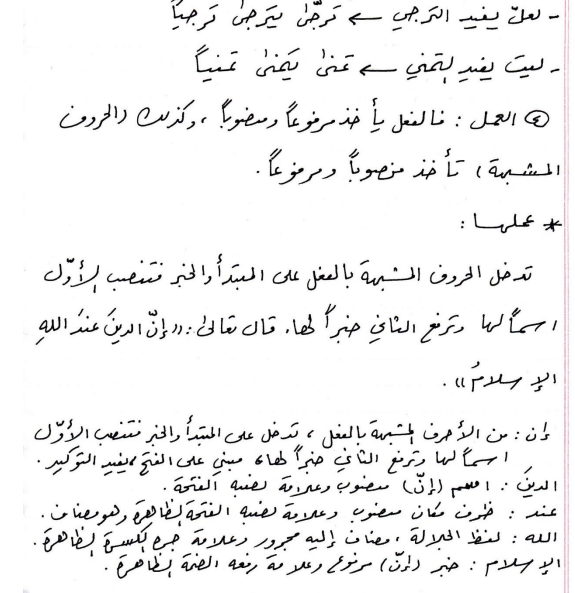 - لعلّ يفيد الترجي ← ترجّى يترجى ترجياً
- ليت يفيد التمني ← تمنى يتمنى تمنياً
④ العمل : فالفعل يأخذ مرفوعاً ومنصوباً ، وكذلك (الحروف
المشبهة) تأخذ منصوباً ومرفوعاً .
* عملها :
تدخل الحروف المشبهة بالفعل على المبتدأ والخبر فتنصب الأوّل
اسماً لها وترفع الثاني خبراً لها، قال تعالى : ((إنّ الدينَ عندَ اللهِ
الإسلامُ)) .
إن : من الأحرف المشبهة بالفعل ، تدخل على المبتدأ والخبر فتنصب الأوّل
اسماً لها وترفع الثاني خبراً لها، مبني على الفتح، يفيد التوكيد .
الدينَ : اسم (إنّ) منصوب وعلامة نصبه الفتحة .
عند : ظرف مكان منصوب وعلامة نصبه الفتحة الظاهرة وهو مضاف .
الله : لفظ الجلالة ، مضاف إليه مجرور وعلامة جره الكسرة الظاهرة .
الإسلام : خبر (إنّ) مرفوع وعلامة رفعه الضمة الظاهرة .